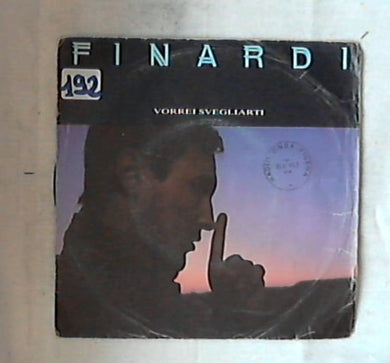 FINARDI
192
VORREI SVEGLIARTI